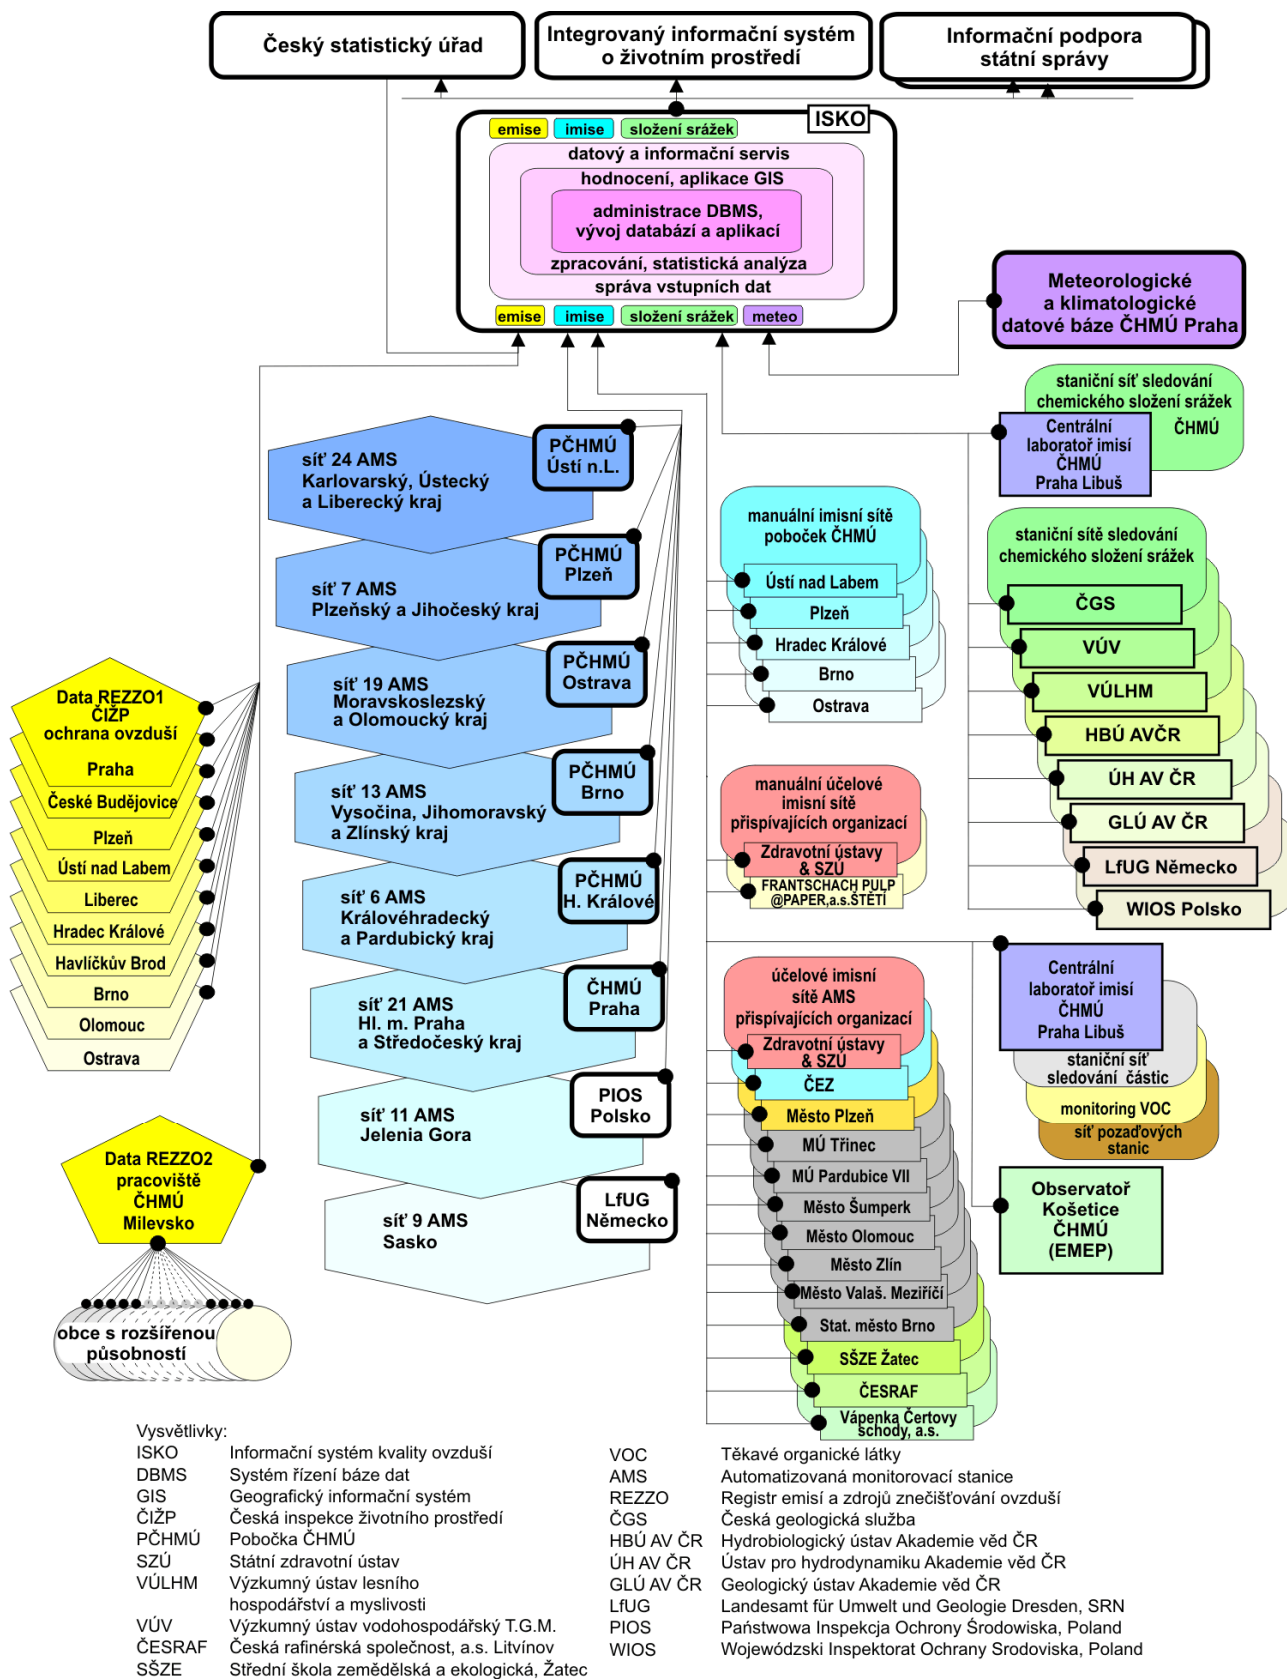 Český statistický úřad
Integrovaný informační systém
o životním prostředí
Informační podpora
státní správy
ISKO
emise
imise
složení srážek
datový a informační servis
hodnocení, aplikace GIS
administrace DBMS,
vývoj databází a aplikací
zpracování, statistická analýza
správa vstupních dat
emise
imise
složení srážek
meteo
Meteorologické
a klimatologické
datové báze ČHMÚ Praha
staniční síť sledování
chemického složení srážek
ČHMÚ
Centrální
laboratoř imisí
ČHMÚ
Praha Libuš
síť 24 AMS
Karlovarský, Ústecký
a Liberecký kraj
PČHMÚ
Ústí n.L.
síť 7 AMS
Plzeňský a Jihočeský kraj
PČHMÚ
Plzeň
síť 19 AMS
Moravskoslezský
a Olomoucký kraj
PČHMÚ
Ostrava
síť 13 AMS
Vysočina, Jihomoravský
a Zlínský kraj
PČHMÚ
Brno
síť 6 AMS
Královéhradecký
a Pardubický kraj
PČHMÚ
H. Králové
síť 21 AMS
Hl. m. Praha
a Středočeský kraj
ČHMÚ
Praha
síť 11 AMS
Jelenia Gora
PIOS
Polsko
síť 9 AMS
Sasko
LfUG
Německo
Data REZZO1
ČIŽP
ochrana ovzduší
Praha
České Budějovice
Plzeň
Ústí nad Labem
Liberec
Hradec Králové
Havlíčkův Brod
Brno
Olomouc
Ostrava
Data REZZO2
pracoviště
ČHMÚ
Milevsko
obce s rozšířenou
působností
manuální imisní sítě
poboček ČHMÚ
Ústí nad Labem
Plzeň
Hradec Králové
Brno
Ostrava
manuální účelové
imisní sítě
přispívajících organizací
Zdravotní ústavy
& SZÚ
FRANTSCHACH PULP
@PAPER,a.s.ŠTĚTÍ
účelové imisní
sítě AMS
přispívajících organizací
Zdravotní ústavy
& SZÚ
ČEZ
Město Plzeň
MÚ Třinec
MÚ Pardubice VII
Město Šumperk
Město Olomouc
Město Zlín
Město Valaš. Meziříčí
Stat. město Brno
SŠZE Žatec
ČESRAF
Vápenka Čertovy
schody, a.s.
staniční sítě sledování
chemického složení srážek
ČGS
VÚV
VÚLHM
HBÚ AVČR
ÚH AV ČR
GLÚ AV ČR
LfUG Německo
WIOS Polsko
Centrální
laboratoř imisí
ČHMÚ
Praha Libuš
staniční síť
sledování částic
monitoring VOC
síť pozaďových
stanic
Observatoř
Košetice
ČHMÚ
(EMEP)
Vysvětlivky:
ISKO Informační systém kvality ovzduší
DBMS Systém řízení báze dat
GIS Geografický informační systém
ČIŽP Česká inspekce životního prostředí
PČHMÚ Pobočka ČHMÚ
SZÚ Státní zdravotní ústav
VÚLHM Výzkumný ústav lesního
hospodářství a myslivosti
VÚV Výzkumný ústav vodohospodářský T.G.M.
ČESRAF Česká rafinérská společnost, a.s. Litvínov
SŠZE Střední škola zemědělská a ekologická, Žatec
VOC Těkavé organické látky
AMS Automatizovaná monitorovací stanice
REZZO Registr emisí a zdrojů znečišťování ovzduší
ČGS Česká geologická služba
HBÚ AV ČR Hydrobiologický ústav Akademie věd ČR
ÚH AV ČR Ústav pro hydrodynamiku Akademie věd ČR
GLÚ AV ČR Geologický ústav Akademie věd ČR
LfUG Landesamt für Umwelt und Geologie Dresden, SRN
PIOS Państwowa Inspekcja Ochrony Środowiska, Poland
WIOS Wojewódzski Inspektorat Ochrany Srodoviska, Poland